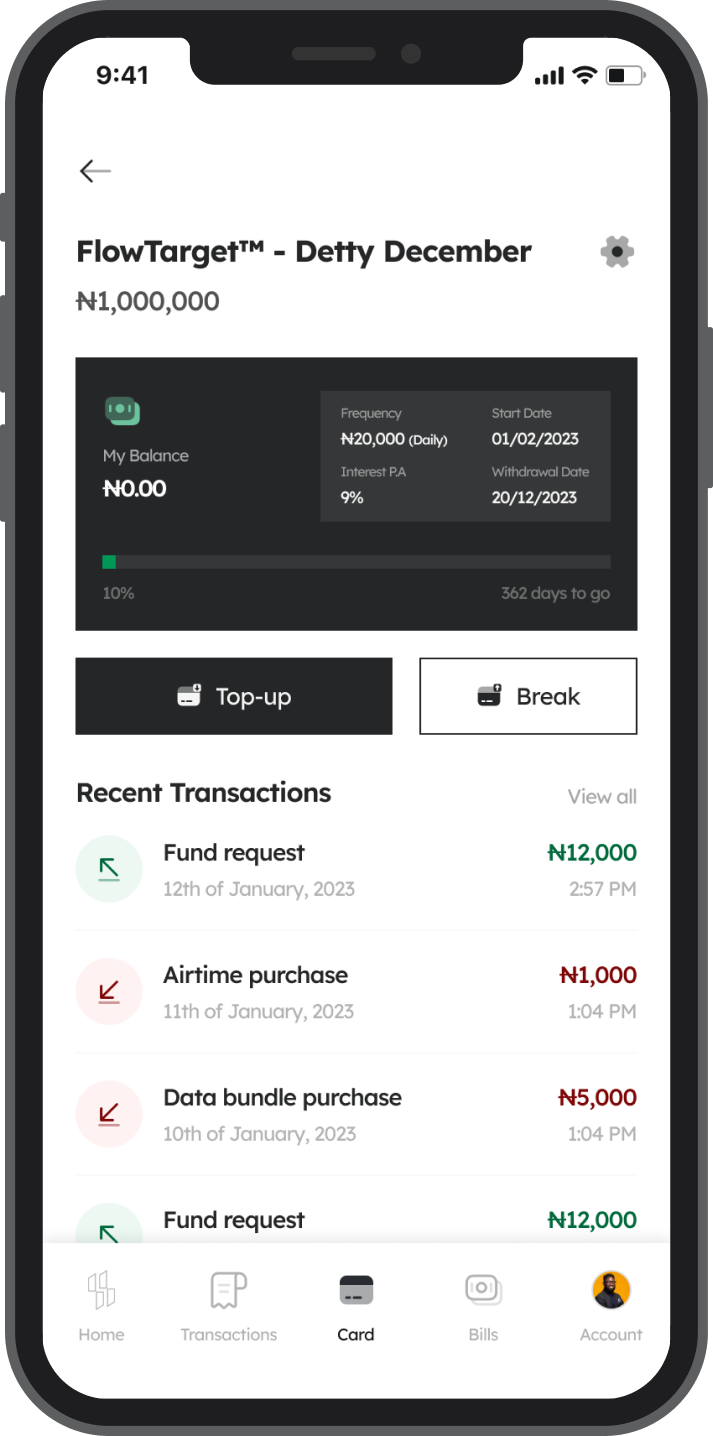 9:41
FlowTarget™ - Detty December
₦1,000,000
My Balance
₦0.00
Frequency
₦20,000 (Daily)
Start Date
01/02/2023
Interest P.A
9%
Withdrawal Date
20/12/2023
10%
362 days to go
Top-up
Break
Recent Transactions
View all
Fund request
₦12,000
12th of January, 2023
2:57 PM
Airtime purchase
₦1,000
11th of January, 2023
1:04 PM
Data bundle purchase
₦5,000
10th of January, 2023
1:04 PM
Fund request
₦12,000
Home
Transactions
Card
Bills
Account